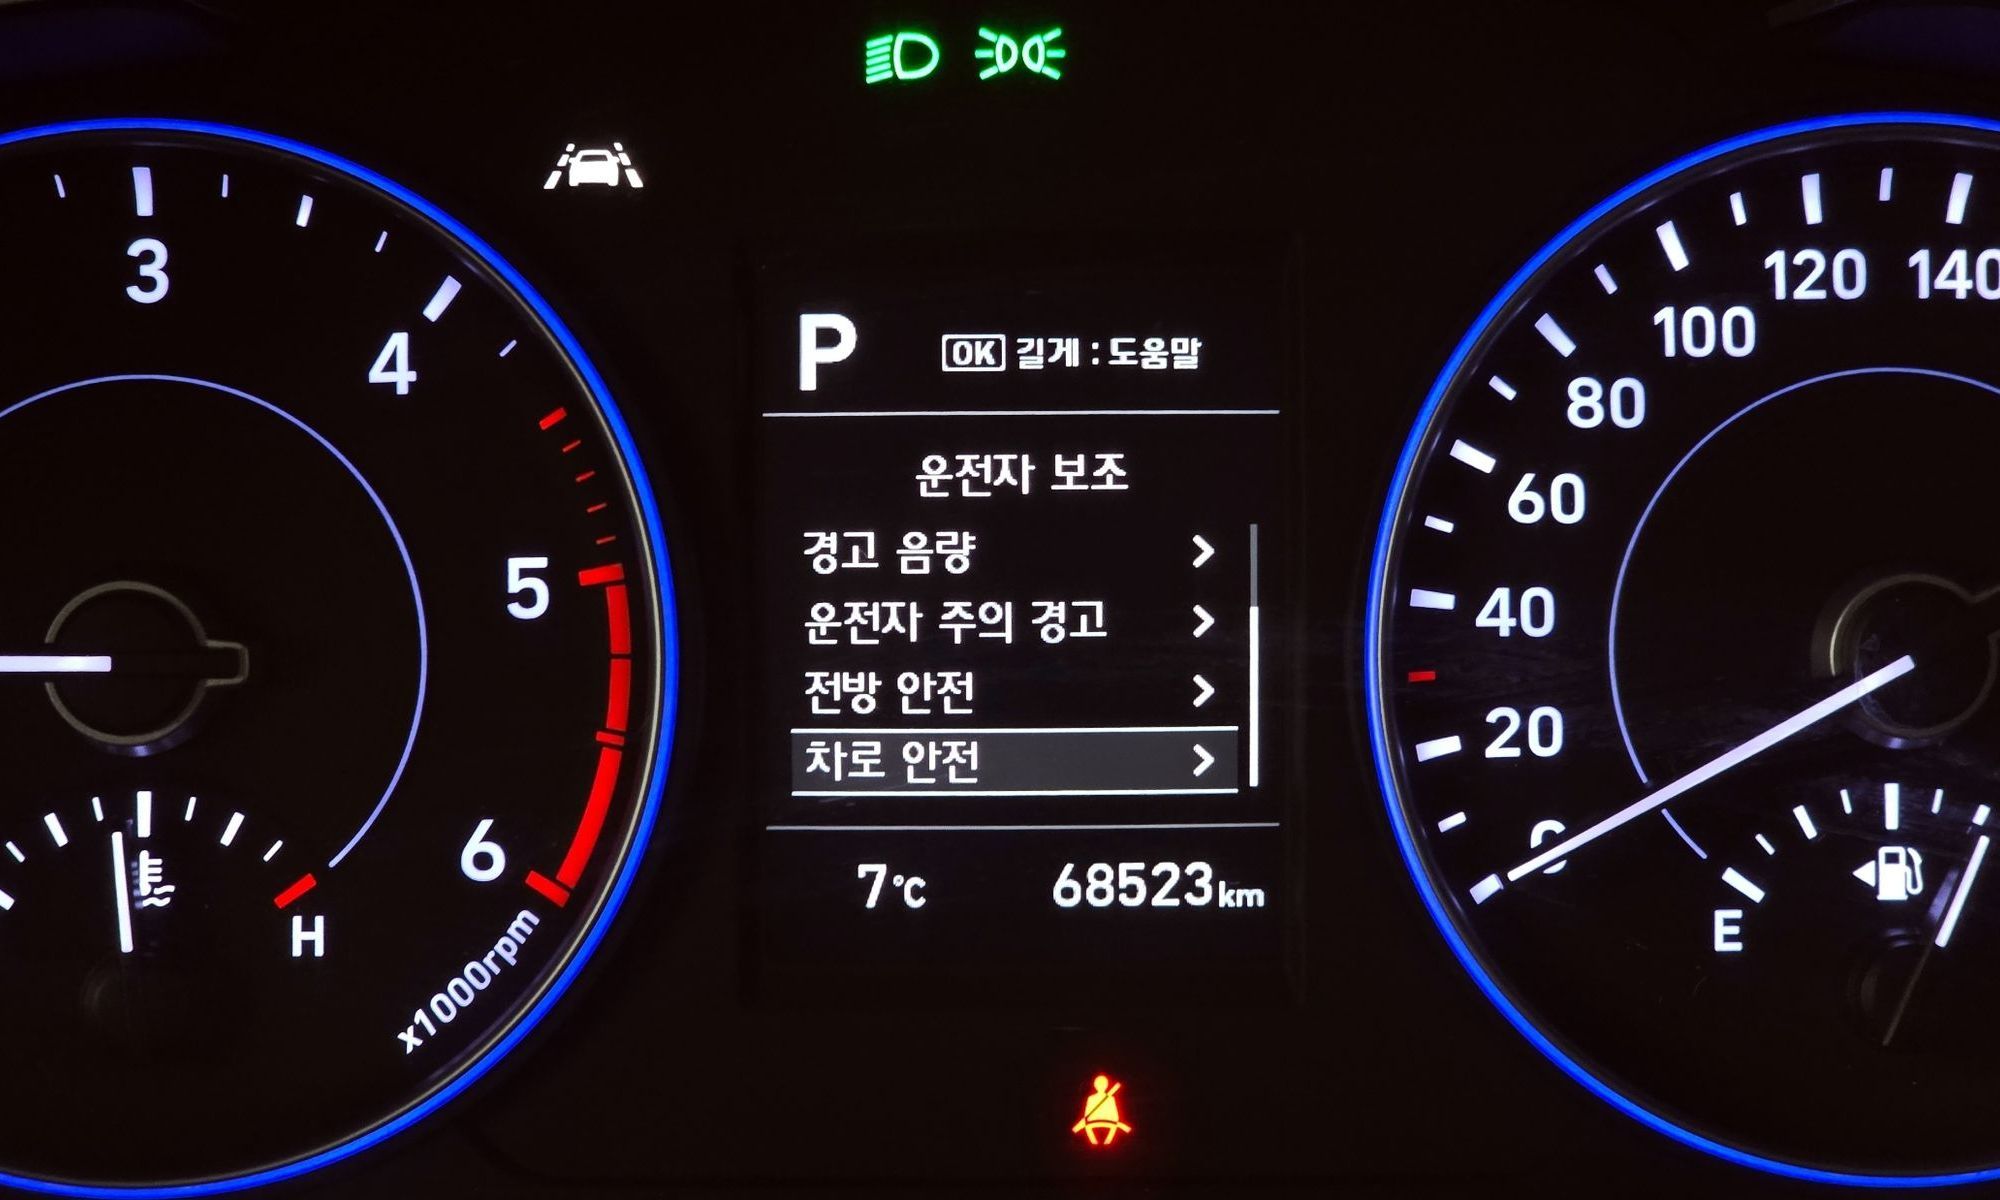 3
4
5
6
x1000rpm
H
P
OK 길게 : 도움말
운전자 보조
경고 음량 >
운전자 주의 경고 >
전방 안전 >
차로 안전 >
7°C 68523km
140
120
100
80
60
40
20
0
E